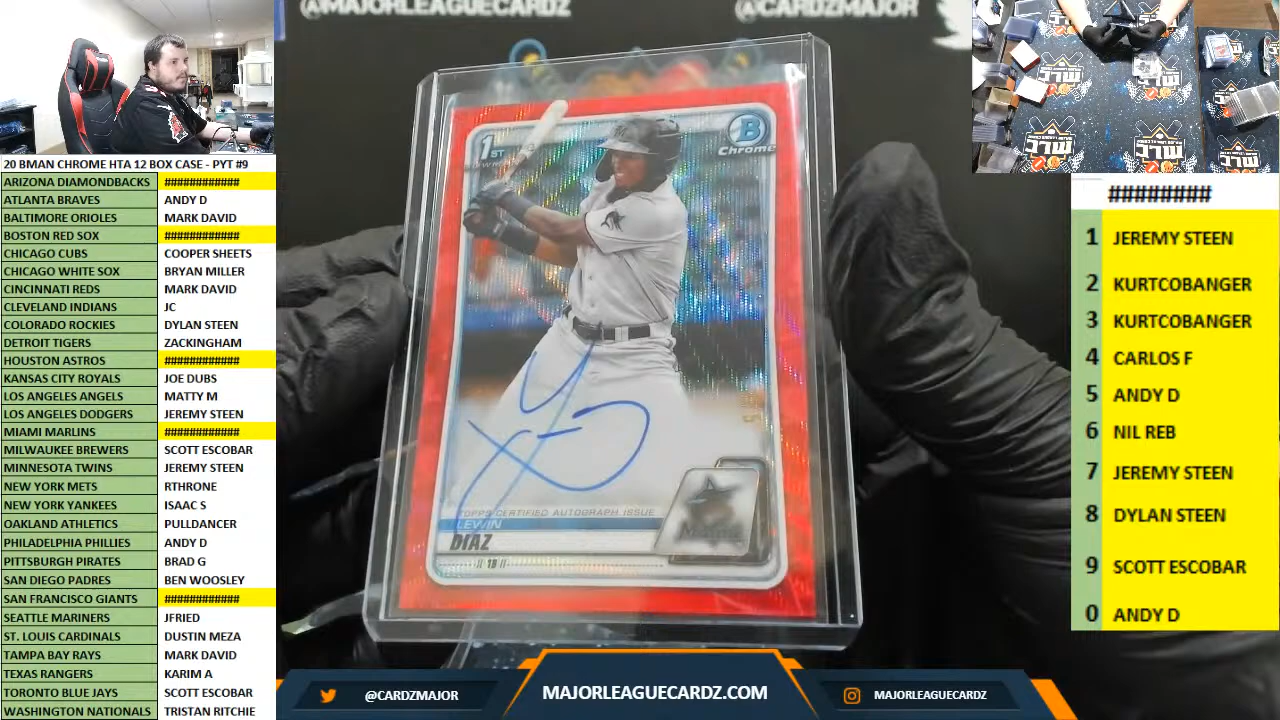 @MAJORLEAGUECARDZ
@CARDZMAJOR
20 BMAN CHROME HTA 12 BOX CASE - PYT #9
ARIZONA DIAMONDBACKS ############
ATLANTA BRAVES ANDY D
BALTIMORE ORIOLES MARK DAVID
BOSTON RED SOX ############
CHICAGO CUBS COOPER SHEETS
CHICAGO WHITE SOX BRYAN MILLER
CINCINNATI REDS MARK DAVID
CLEVELAND INDIANS JC
COLORADO ROCKIES DYLAN STEEN
DETROIT TIGERS ZACKINGHAM
HOUSTON ASTROS ############
KANSAS CITY ROYALS JOE DUBS
LOS ANGELES ANGELS MATTY M
LOS ANGELES DODGERS JEREMY STEEN
MIAMI MARLINS ############
MILWAUKEE BREWERS SCOTT ESCOBAR
MINNESOTA TWINS JEREMY STEEN
NEW YORK METS RTHRONE
NEW YORK YANKEES ISAAC S
OAKLAND ATHLETICS PULLDANCER
PHILADELPHIA PHILLIES ANDY D
PITTSBURGH PIRATES BRAD G
SAN DIEGO PADRES BEN WOOSLEY
SAN FRANCISCO GIANTS ############
SEATTLE MARINERS JFRIED
ST. LOUIS CARDINALS DUSTIN MEZA
TAMPA BAY RAYS MARK DAVID
TEXAS RANGERS KARIM A
TORONTO BLUE JAYS SCOTT ESCOBAR
WASHINGTON NATIONALS TRISTAN RITCHIE
1ST
BOWMAN
B
Chrome
TOPPS CERTIFIED AUTOGRAPH ISSUE
LEWIN
DIAZ
// 1B //
Marlins
########
1 JEREMY STEEN
2 KURTCOBANGER
3 KURTCOBANGER
4 CARLOS F
5 ANDY D
6 NIL REB
7 JEREMY STEEN
8 DYLAN STEEN
9 SCOTT ESCOBAR
0 ANDY D
@CARDZMAJOR
MAJORLEAGUECARDZ.COM
MAJORLEAGUECARDZ